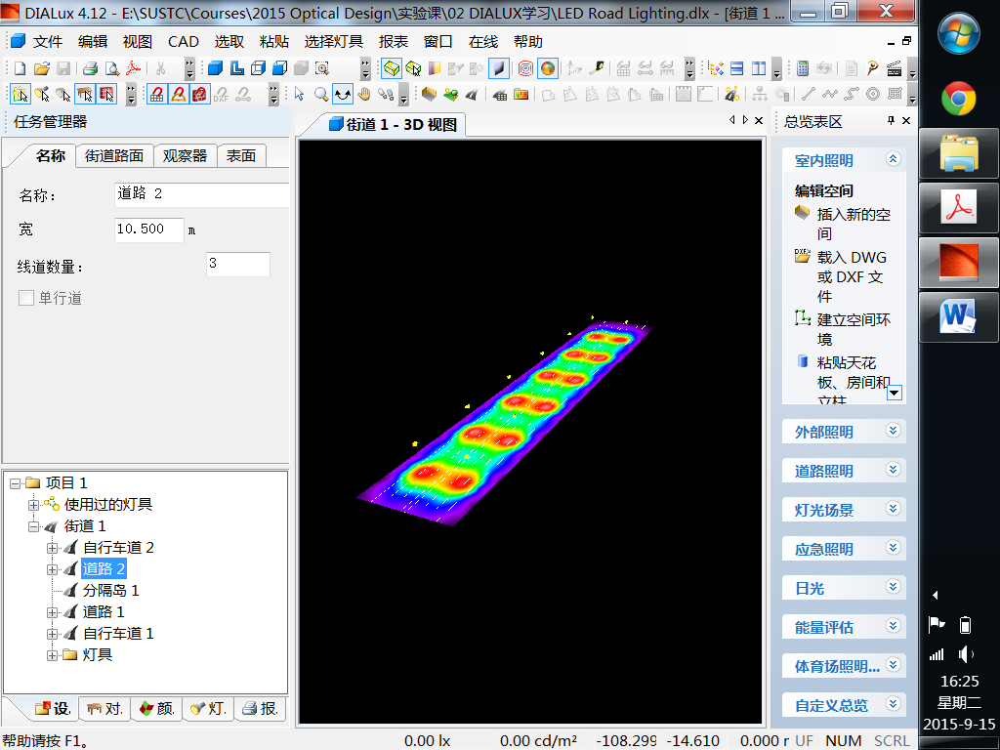 DIALux 4.12 - E:\SUSTC\Courses\2015 Optical Design\实验课\02 DIALUX学习\LED Road Lighting.dlx - [街道 1 ...
文件 编辑 视图 CAD 选取 粘贴 选择灯具 报表 窗口 在线 帮助
任务管理器
名称 街道路面 观察器 表面
名称：
道路 2
宽
10.500 m
线道数量：
3
单行道
项目 1
使用过的灯具
街道 1
自行车道 2
道路 2
分隔岛 1
道路 1
自行车道 1
灯具
设. 对. 颜. 灯. 报.
街道 1 - 3D 视图
总览表区
室内照明
编辑空间
插入新的空
间
载入 DWG
或 DXF 文
件
建立空间环
境
粘贴天花
板、房间和
立柱
外部照明
道路照明
灯光场景
应急照明
日光
能量评估
体育场照明...
自定义总览
帮助请按 F1。
0.00 lx 0.00 cd/m² -108.299 -14.610 0.000 r UF NUM SCRL
16:25
星期二
2015-9-15